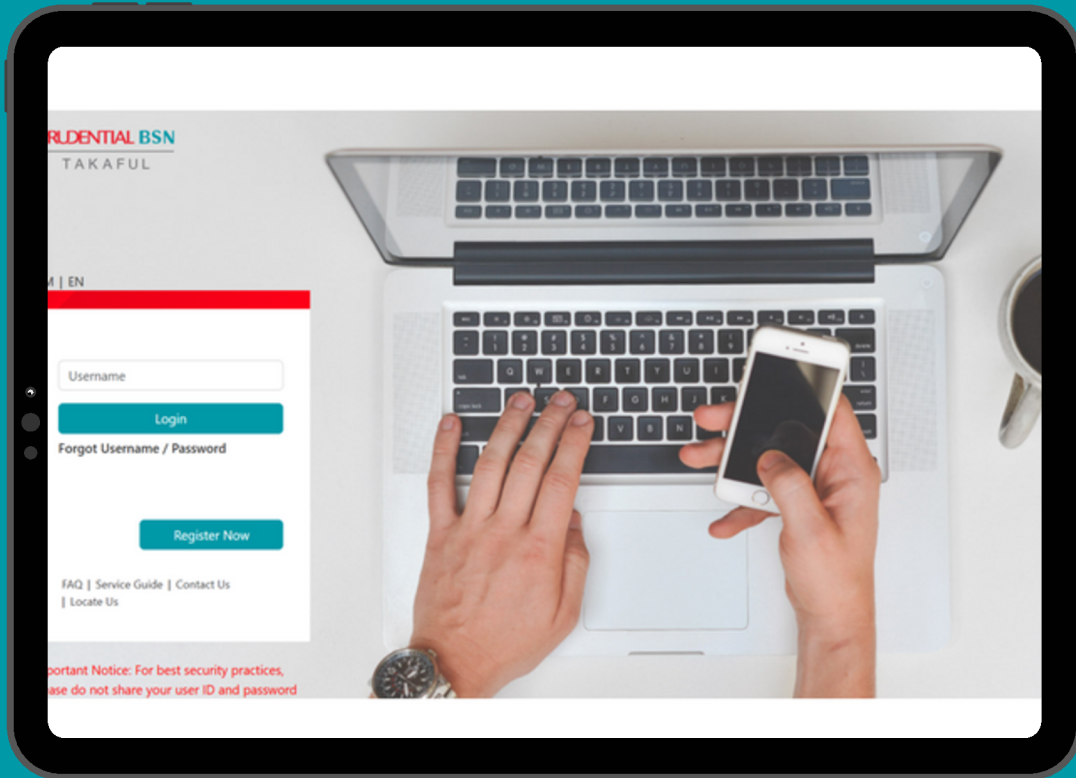 RUDENTIAL BSN
TAKAFUL
M | EN
Username
Login
Forgot Username / Password
Register Now
FAQ | Service Guide | Contact Us
| Locate Us
portant Notice: For best security practices,
ase do not share your user ID and password